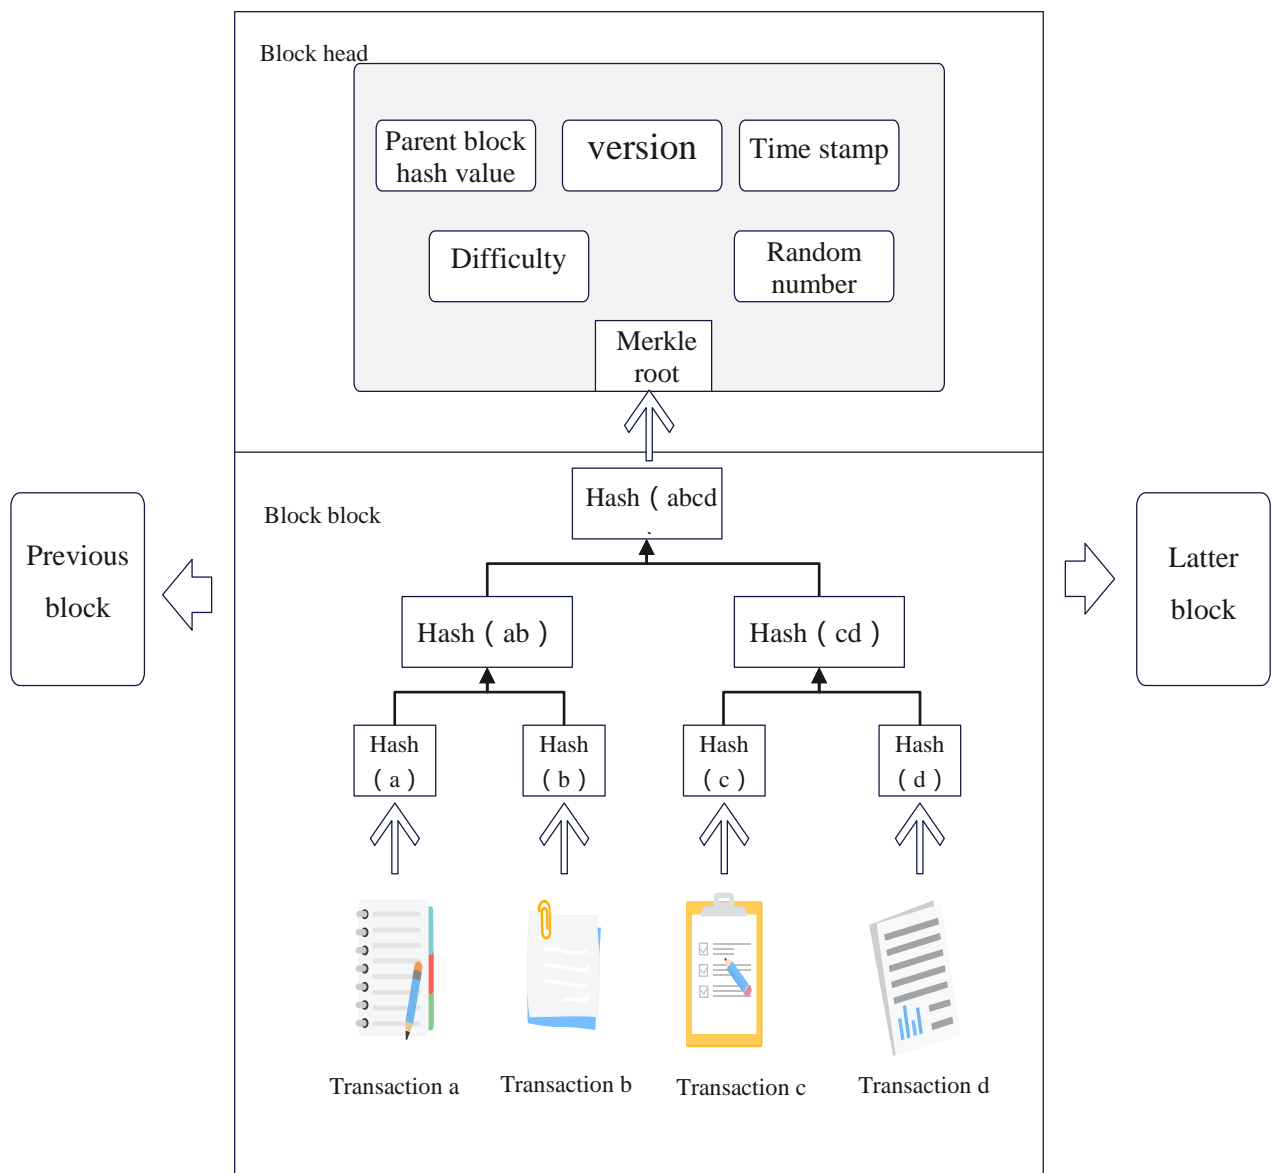 Block head
Parent block
hash value
version
Time stamp
Difficulty
Random
number
Merkle
root
Hash（abcd
Block block
Previous
block
Latter
block
Hash（ab）
Hash（cd）
Hash
（a）
Hash
（b）
Hash
（c）
Hash
（d）
Transaction a
Transaction b
Transaction c
Transaction d